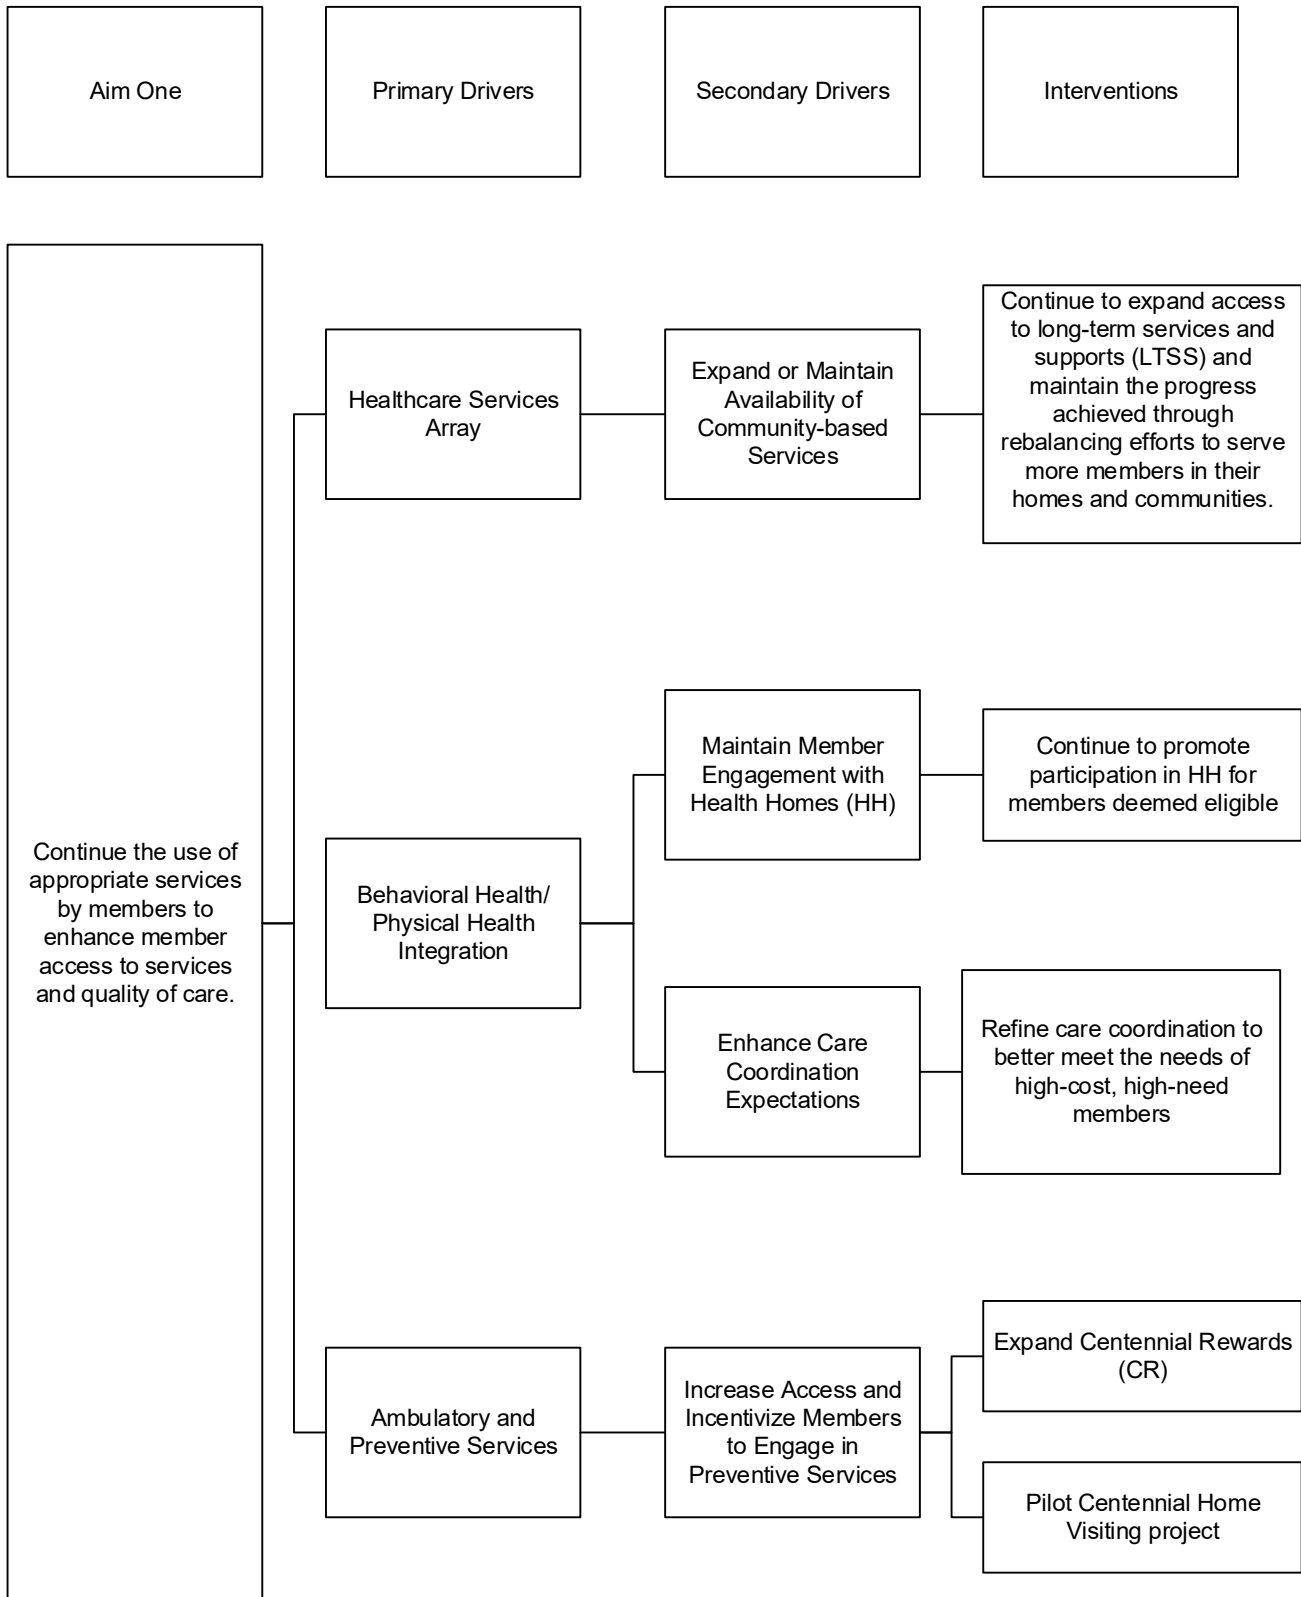 Aim One
Primary Drivers
Secondary Drivers
Interventions
Continue the use of
appropriate services
by members to
enhance member
access to services
and quality of care.
Healthcare Services
Array
Expand or Maintain
Availability of
Community-based
Services
Continue to expand access
to long-term services and
supports (LTSS) and
maintain the progress
achieved through
rebalancing efforts to serve
more members in their
homes and communities.
Behavioral Health/
Physical Health
Integration
Maintain Member
Engagement with
Health Homes (HH)
Continue to promote
participation in HH for
members deemed eligible
Enhance Care
Coordination
Expectations
Refine care coordination to
better meet the needs of
high-cost, high-need
members
Ambulatory and
Preventive Services
Increase Access and
Incentivize Members
to Engage in
Preventive Services
Expand Centennial Rewards
(CR)
Pilot Centennial Home
Visiting project